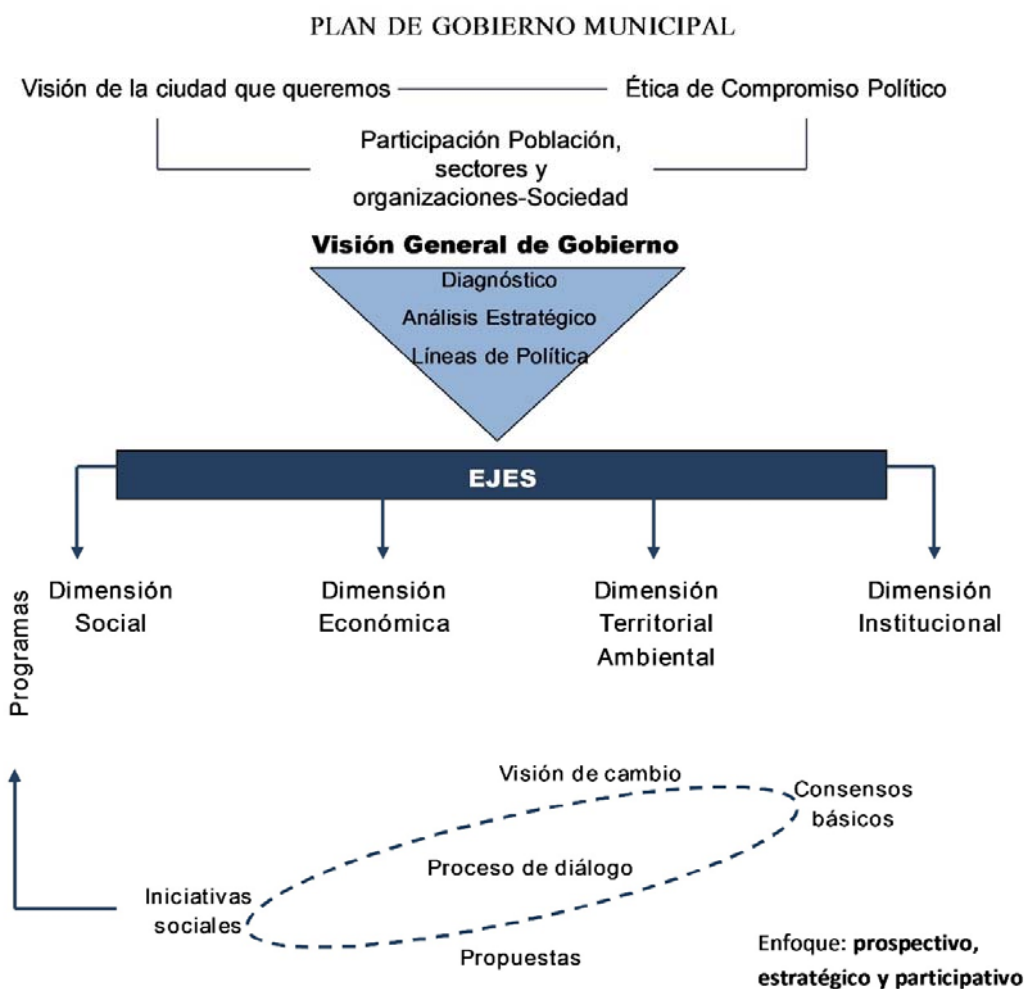 PLAN DE GOBIERNO MUNICIPAL
Visión de la ciudad que queremos
Ética de Compromiso Político
Participación Población,
sectores y
organizaciones-Sociedad
Visión General de Gobierno
Diagnóstico
Análisis Estratégico
Líneas de Política
EJES
Dimensión
Social
Dimensión
Económica
Dimensión
Territorial
Ambiental
Dimensión
Institucional
Programas
Visión de cambio
Consensos
básicos
Proceso de diálogo
Iniciativas
sociales
Propuestas
Enfoque: prospectivo,
estratégico y participativo